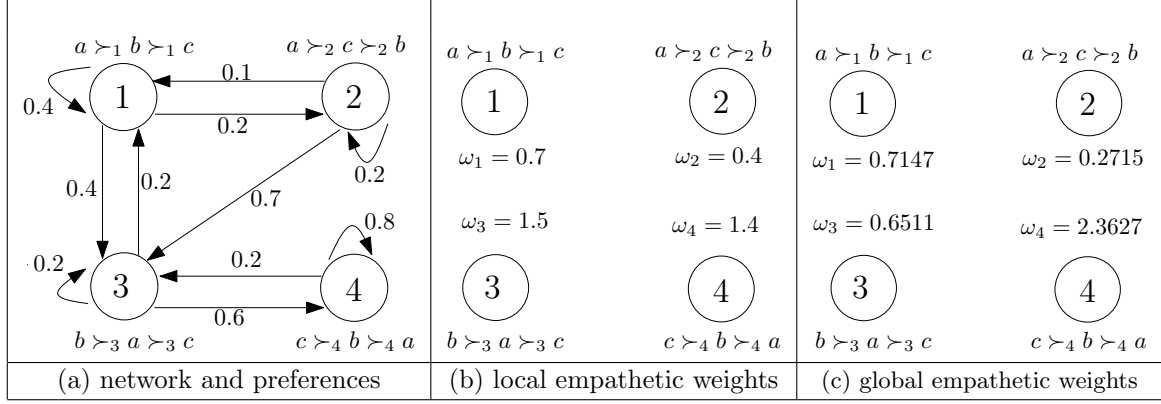 a ≻₁ b ≻₁ c
a ≻₂ c ≻₂ b
0.4
1
0.1
0.2
2
0.2
0.4
0.2
0.7
0.2
3
0.2
0.6
0.8
4
b ≻₃ a ≻₃ c
c ≻₄ b ≻₄ a
(a) network and preferences
a ≻₁ b ≻₁ c
a ≻₂ c ≻₂ b
1
2
ω₁ = 0.7
ω₂ = 0.4
ω₃ = 1.5
ω₄ = 1.4
3
4
b ≻₃ a ≻₃ c
c ≻₄ b ≻₄ a
(b) local empathetic weights
a ≻₁ b ≻₁ c
a ≻₂ c ≻₂ b
1
2
ω₁ = 0.7147
ω₂ = 0.2715
ω₃ = 0.6511
ω₄ = 2.3627
3
4
b ≻₃ a ≻₃ c
c ≻₄ b ≻₄ a
(c) global empathetic weights